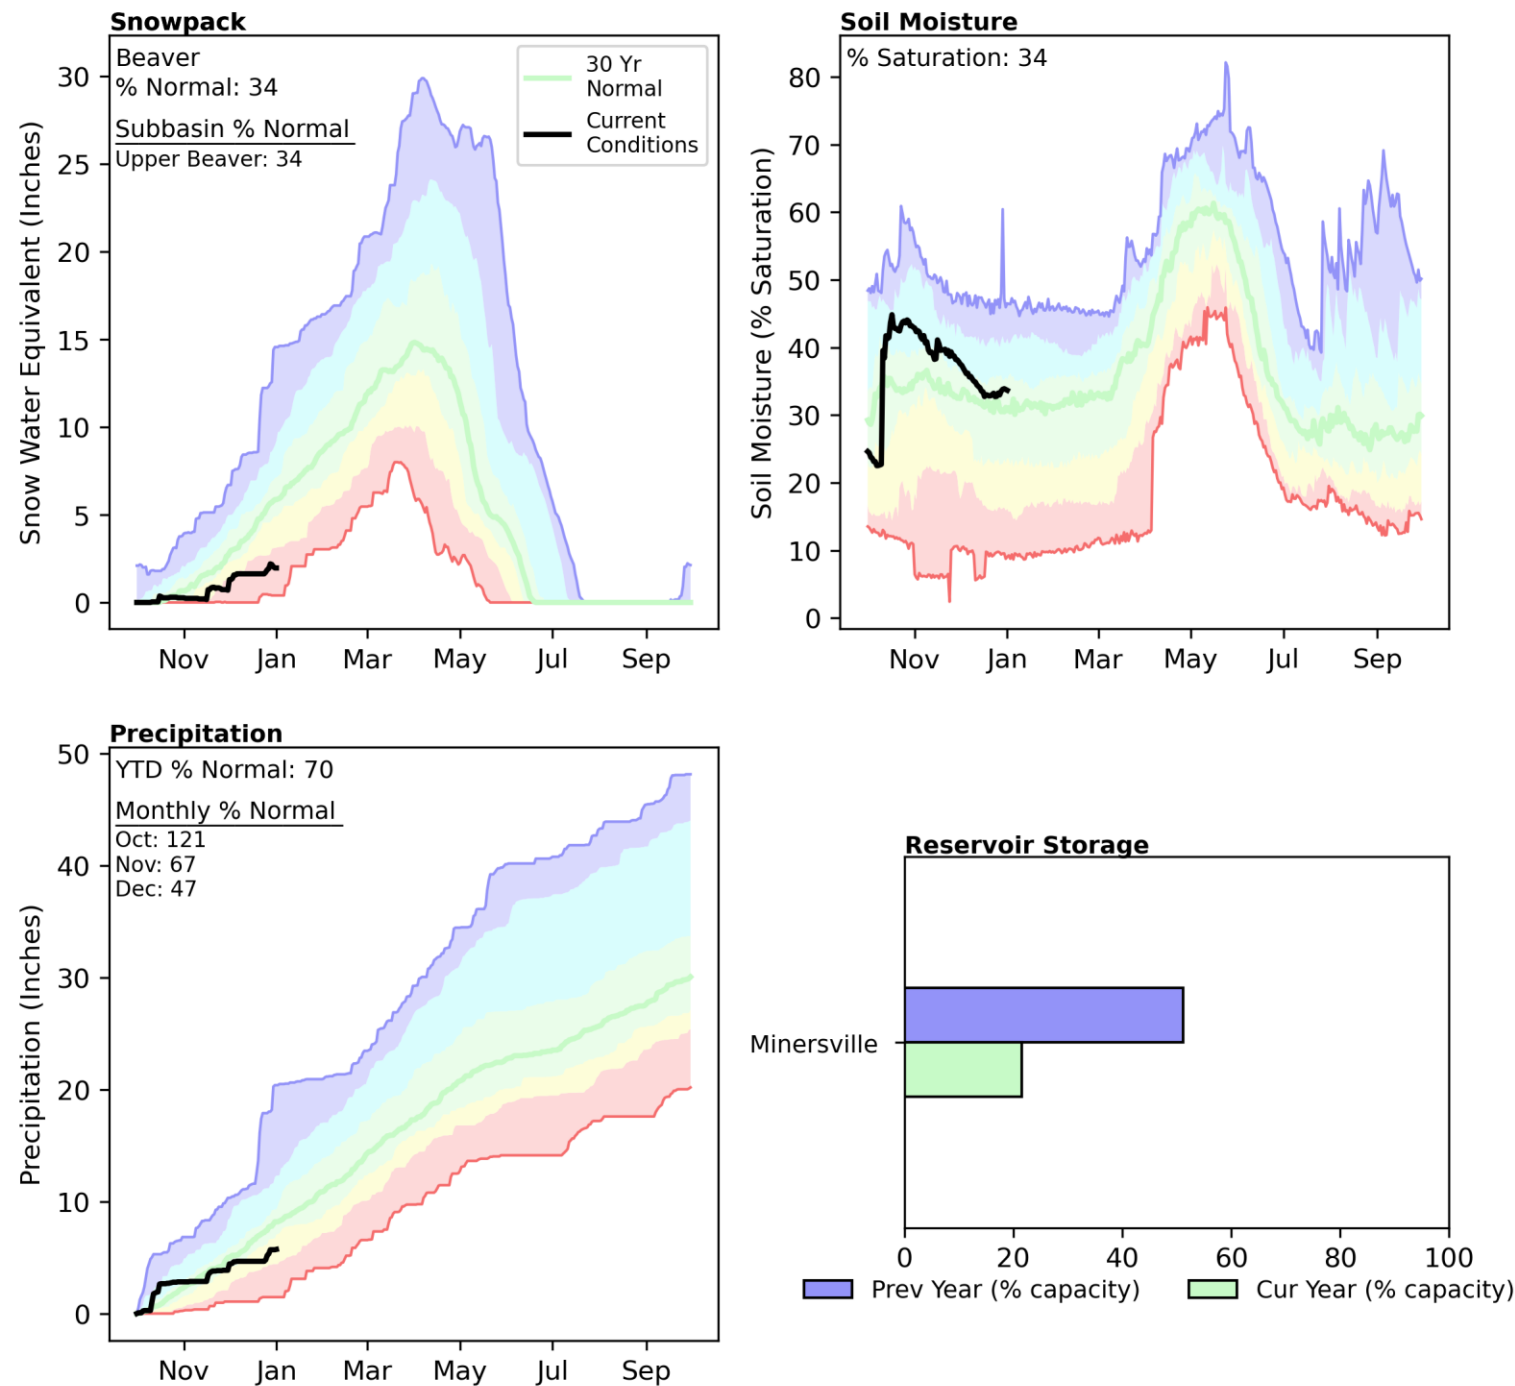 Snowpack
Beaver
% Normal: 34
Subbasin % Normal
Upper Beaver: 34
30 Yr
Normal
Current
Conditions
Snow Water Equivalent (Inches)
30
25
20
15
10
5
0
Nov
Jan
Mar
May
Jul
Sep
Soil Moisture
% Saturation: 34
Soil Moisture (% Saturation)
80
70
60
50
40
30
20
10
0
Nov
Jan
Mar
May
Jul
Sep
Precipitation
YTD % Normal: 70
Monthly % Normal
Oct: 121
Nov: 67
Dec: 47
Precipitation (Inches)
50
40
30
20
10
0
Nov
Jan
Mar
May
Jul
Sep
Reservoir Storage
Minersville
0
20
40
60
80
100
Prev Year (% capacity)
Cur Year (% capacity)